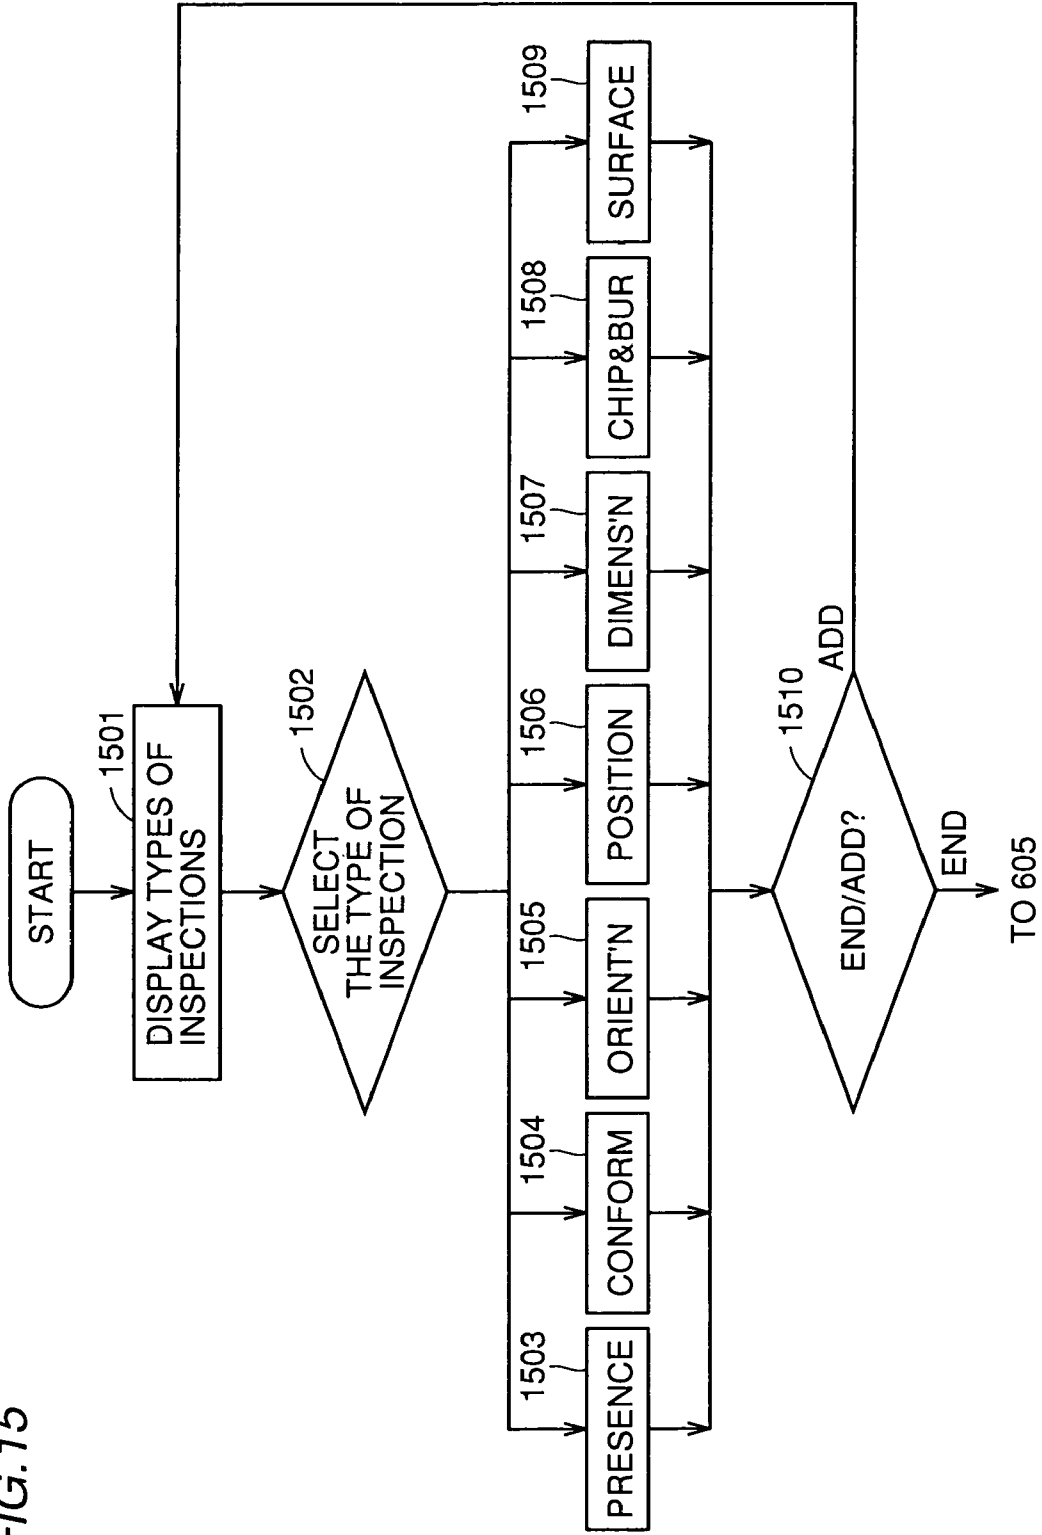 FIG.15
START
1501
DISPLAY TYPES OF
INSPECTIONS
1502
SELECT
THE TYPE OF
INSPECTION
1503
PRESENCE
1504
CONFORM
1505
ORIENT'N
1506
POSITION
1507
DIMENS'N
1508
CHIP&BUR
1509
SURFACE
1510
END/ADD?
ADD
END
TO 605